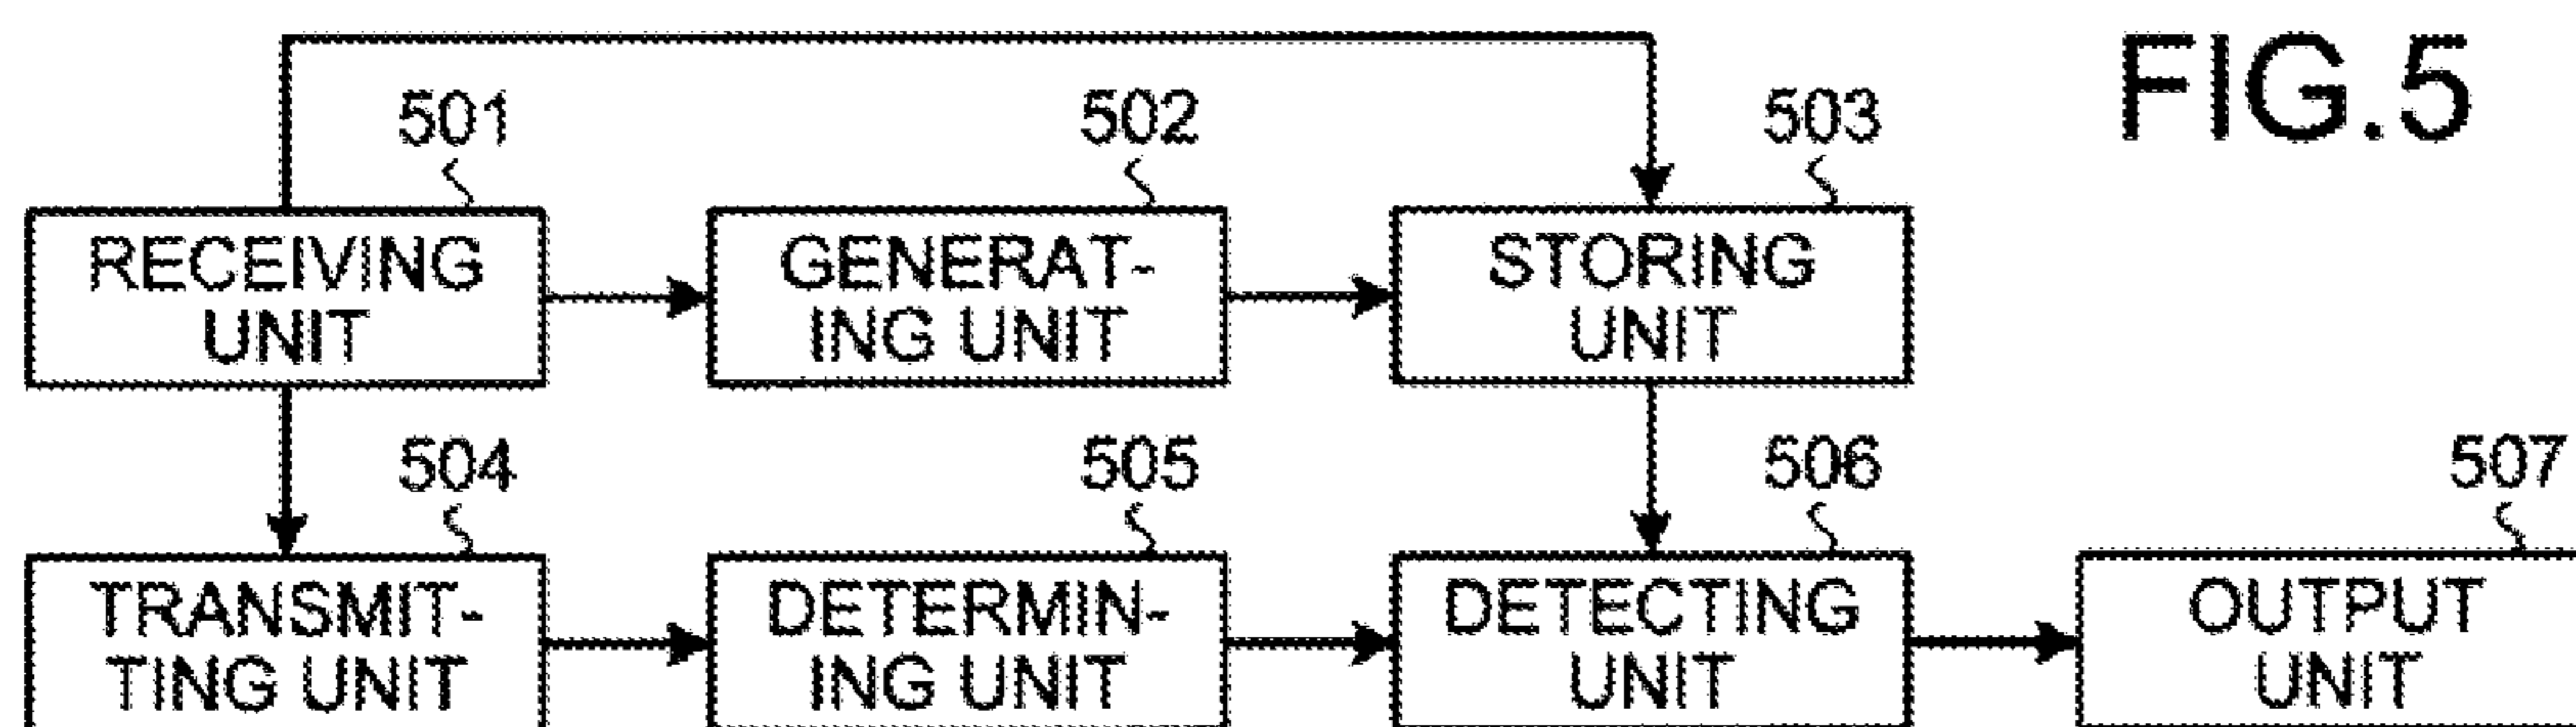 FIG.5
501
502
503
RECEIVING
UNIT
GENERAT-
ING UNIT
STORING
UNIT
504
505
506
507
TRANSMIT-
TING UNIT
DETERMIN-
ING UNIT
DETECTING
UNIT
OUTPUT
UNIT